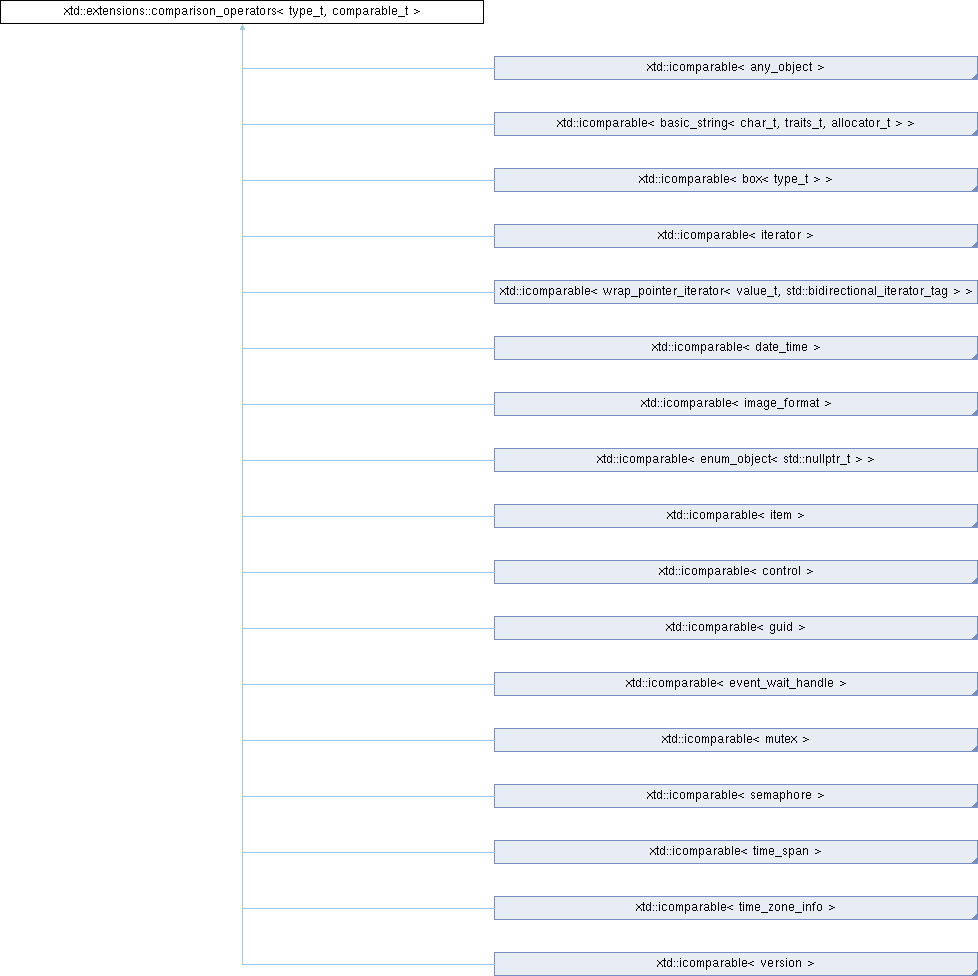 xtd::extensions::comparison_operators< type_t, comparable_t >
xtd::icomparable< any_object >
xtd::icomparable< basic_string< char_t, traits_t, allocator_t > >
xtd::icomparable< box< type_t > >
xtd::icomparable< iterator >
xtd::icomparable< wrap_pointer_iterator< value_t, std::bidirectional_iterator_tag > >
xtd::icomparable< date_time >
xtd::icomparable< image_format >
xtd::icomparable< enum_object< std::nullptr_t > >
xtd::icomparable< item >
xtd::icomparable< control >
xtd::icomparable< guid >
xtd::icomparable< event_wait_handle >
xtd::icomparable< mutex >
xtd::icomparable< semaphore >
xtd::icomparable< time_span >
xtd::icomparable< time_zone_info >
xtd::icomparable< version >